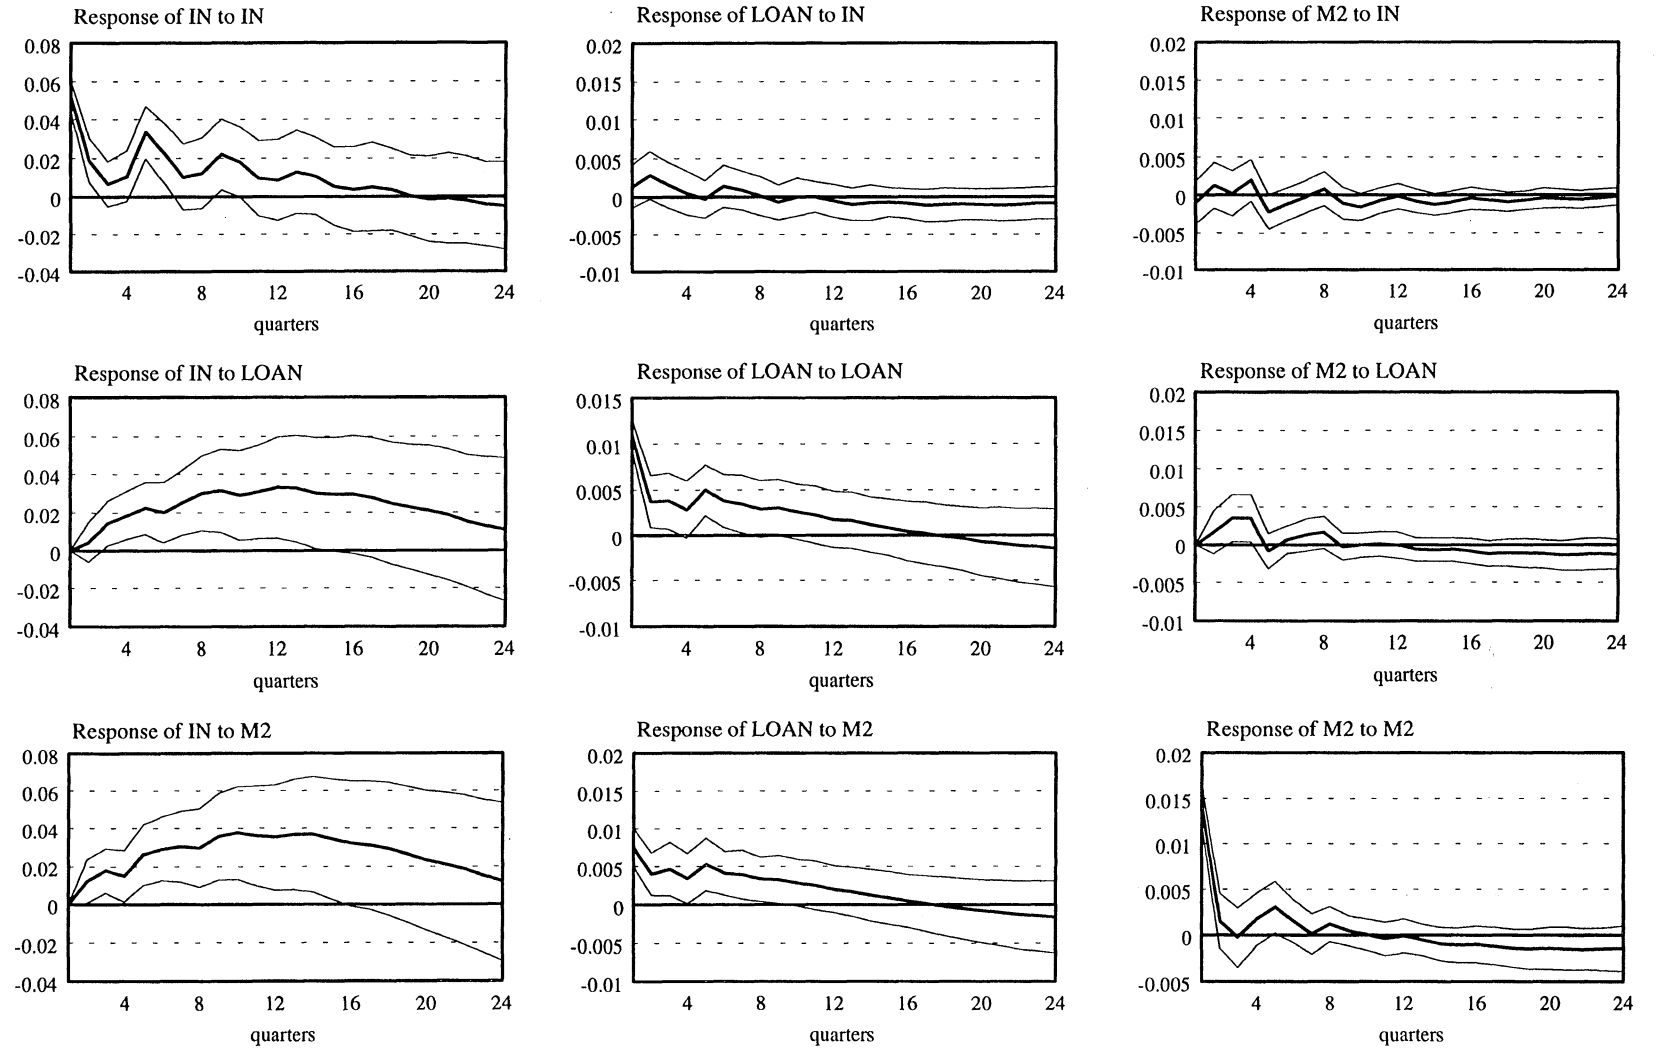 Response of IN to IN
0.08
0.06
0.04
0.02
0
-0.02
-0.04
4 8 12 16 20 24
quarters
Response of LOAN to IN
0.02
0.015
0.01
0.005
0
-0.005
-0.01
4 8 12 16 20 24
quarters
Response of M2 to IN
0.02
0.015
0.01
0.005
0
-0.005
-0.01
4 8 12 16 20 24
quarters
Response of IN to LOAN
0.08
0.06
0.04
0.02
0
-0.02
-0.04
4 8 12 16 20 24
quarters
Response of LOAN to LOAN
0.015
0.01
0.005
0
-0.005
-0.01
4 8 12 16 20 24
quarters
Response of M2 to LOAN
0.02
0.015
0.01
0.005
0
-0.005
-0.01
4 8 12 16 20 24
quarters
Response of IN to M2
0.08
0.06
0.04
0.02
0
-0.02
-0.04
4 8 12 16 20 24
quarters
Response of LOAN to M2
0.02
0.015
0.01
0.005
0
-0.005
-0.01
4 8 12 16 20 24
quarters
Response of M2 to M2
0.02
0.015
0.01
0.005
0
-0.005
4 8 12 16 20 24
quarters